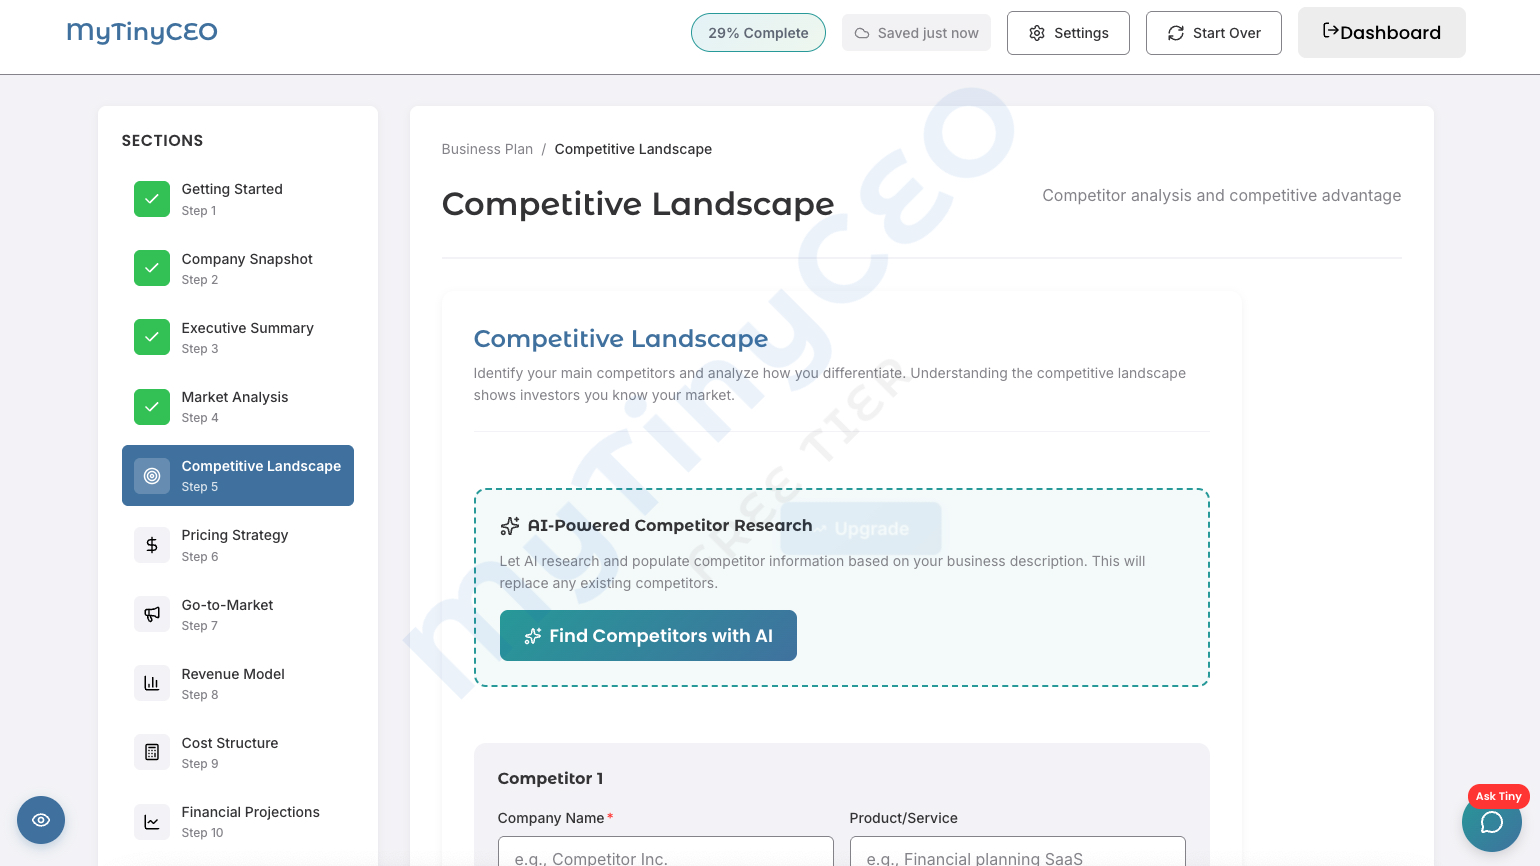 MyTinyCEO
29% Complete
Saved just now
Settings
Start Over
Dashboard
SECTIONS
Getting Started
Step 1
Company Snapshot
Step 2
Executive Summary
Step 3
Market Analysis
Step 4
Competitive Landscape
Step 5
Pricing Strategy
Step 6
Go-to-Market
Step 7
Revenue Model
Step 8
Cost Structure
Step 9
Financial Projections
Step 10
Business Plan / Competitive Landscape
Competitive Landscape
Competitor analysis and competitive advantage
Competitive Landscape
Identify your main competitors and analyze how you differentiate. Understanding the competitive landscape
shows investors you know your market.
AI-Powered Competitor Research
Let AI research and populate competitor information based on your business description. This will
replace any existing competitors.
Find Competitors with AI
Competitor 1
Company Name*
Product/Service
e.g., Competitor Inc.
e.g., Financial planning SaaS
MyTinyCEO
FREE TIER
Upgrade
Ask Tiny